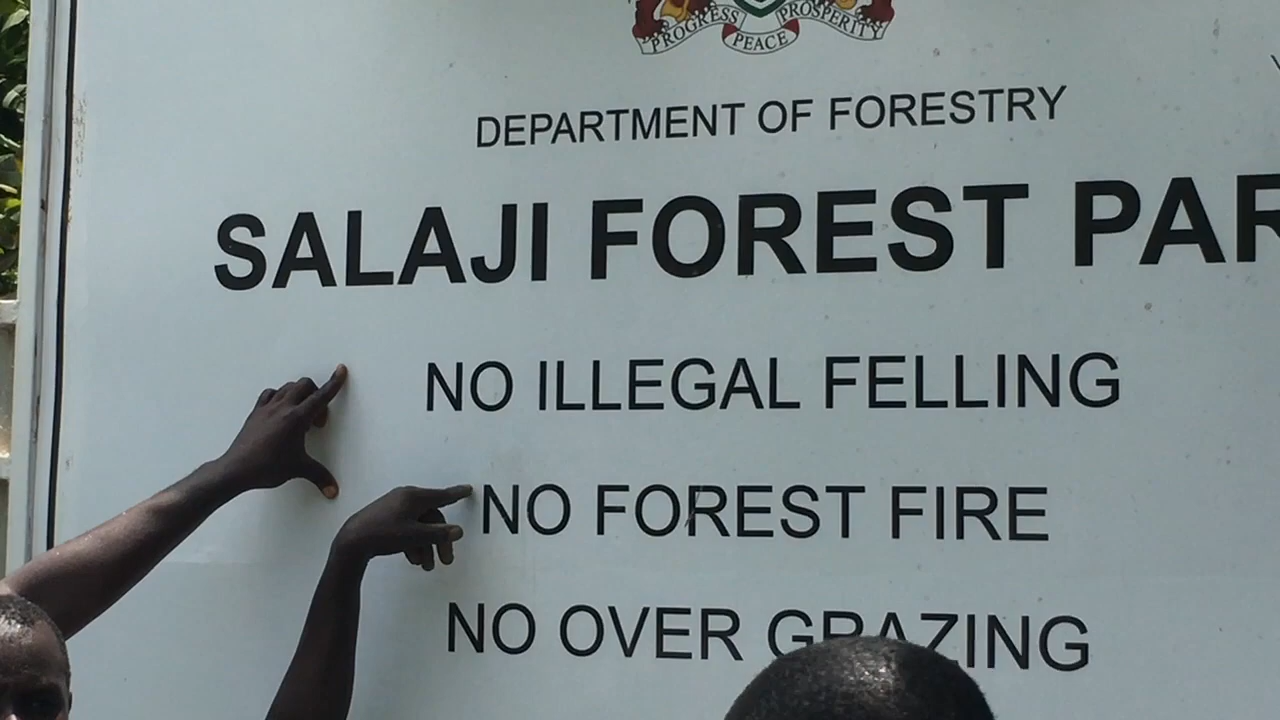 PROGRESS PEACE PROSPERITY
DEPARTMENT OF FORESTRY
SALAJI FOREST PAR
NO ILLEGAL FELLING
NO FOREST FIRE
NO OVER GRAZING